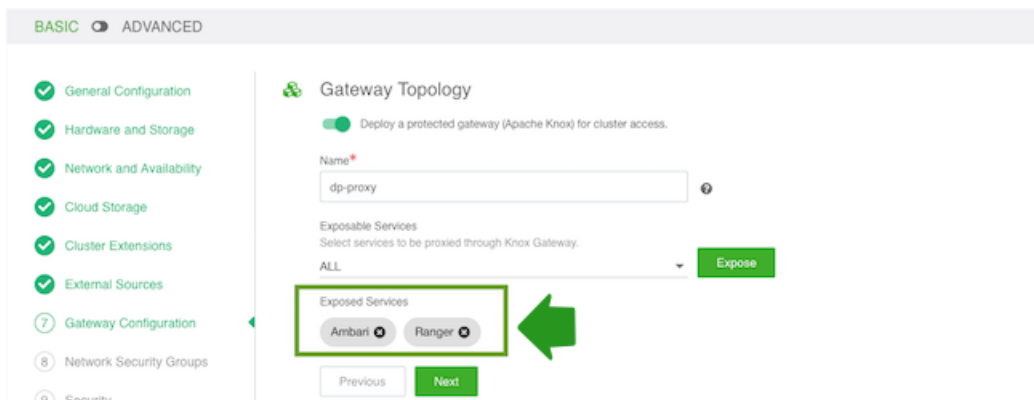 BASIC ADVANCED
General Configuration
Hardware and Storage
Network and Availability
Cloud Storage
Cluster Extensions
External Sources
7 Gateway Configuration
8 Network Security Groups
9 Security
Gateway Topology
Deploy a protected gateway (Apache Knox) for cluster access.
Name*
dp-proxy
Exposable Services
Select services to be proxied through Knox Gateway.
ALL
Expose
Exposed Services
Ambari Ranger
Previous Next